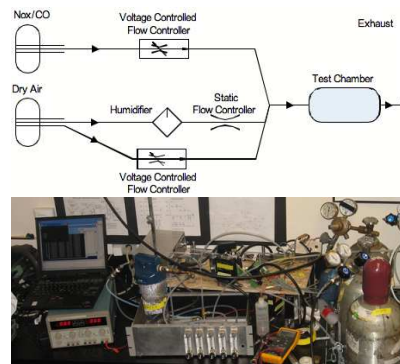 Nox/CO
Voltage Controlled
Flow Controller
Exhaust
Test Chamber
Dry Air
Humidifier
Static
Flow Controller
Voltage Controlled
Flow Controller